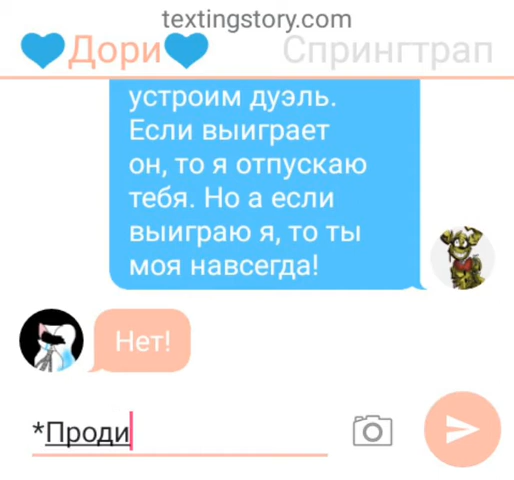 textingstory.com
💙Дори💙 Спрингтрап
устроим дуэль.
Если выиграет
он, то я отпускаю
тебя. Но а если
выиграю я, то ты
моя навсегда!
Нет!
*Проди